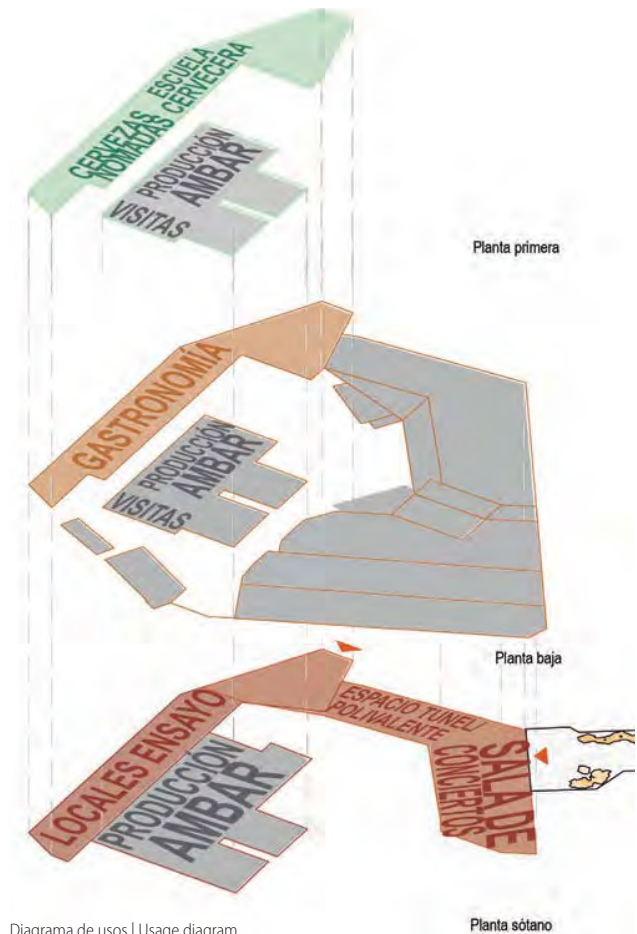 CERVEZAS
NOMADAS
ESCUELA
CERVECERA
PRODUCCIÓN
AMBAR
VISITAS
Planta primera
GASTRONOMÍA
PRODUCCIÓN
AMBAR
VISITAS
Planta baja
LOCALES ENSAYO
PRODUCCIÓN
AMBAR
ESPACIO TUNEL/
POLIVALENTE
SALA DE
CONCIERTOS
Planta sótano
Diagrama de usos | Usage diagram